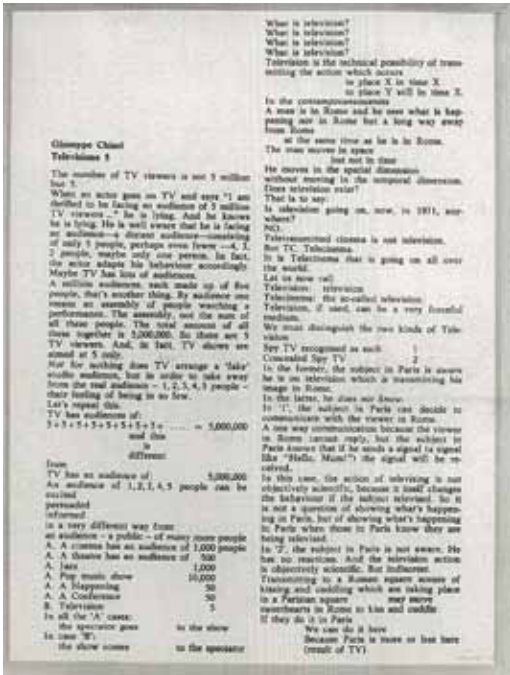 Giuseppe Chiari
Televisione 5
The number of TV viewers is not 5 million
but 5.
When an actor goes on TV and says "I am
thrilled to be facing an audience of 5 million
TV viewers ..." he is lying. And he knows
he is lying. He is well aware that he is facing
an audience—a distant audience—consisting
of only 5 people, perhaps even fewer —4, 3,
2 people, maybe only one person. In fact,
the actor adapts his behaviour accordingly.
Maybe TV has lots of audiences.
A million audiences, each made up of five
people, that's another thing. By audience one
means an assembly of people watching a
performance. The assembly, not the sum of
all these people. The total amount of all
these together is 5,000,000. So there are 5
TV viewers. And, in fact, TV shows are
aimed at 5 only.
Not for nothing does TV arrange a 'fake'
studio audience, but in order to take away
from the real audience – 1, 2, 3, 4, 5 people –
their feeling of being in so few.
Let's repeat this.
TV has audiences of:
5+5+5+5+5+5+5+5+5+ ...... = 5,000,000
and this
is
different
from
TV has an audience of: 5,000,000
An audience of 1, 2, 3, 4, 5 people can be
excited
persuaded
informed
in a very different way from
an audience – a public – of many more people
A. A cinema has an audience of 1,000 people
A. A theatre has an audience of 500
A. Jazz 1,000
A. Pop music show 10,000
A. A Happening 50
A. A Conference 50
B. Television 5
In all the 'A' cases:
the spectator goes to the show
In case 'B':
the show comes to the spectator
What is television?
What is television?
What is television?
What is television?
Television is the technical possibility of trans-
mitting the action which occurs
in place X in time X
to place Y still in time X.
In the contemporaneousness
A man is in Rome and he sees what is hap-
pening not in Rome but a long way away
from Rome
at the same time as he is in Rome.
The man moves in space
but not in time
He moves in the spatial dimension
without moving in the temporal dimension.
Does television exist?
That is to say:
Is television going on, now, in 1971, any-
where?
NO.
Teletransmitted cinema is not television.
But TC. Telecinema.
It is Telecinema that is going on all over
the world.
Let us now call
Television: television
Telecinema: the so-called television
Television, if used, can be a very forceful
medium.
We must distinguish the two kinds of Tele-
vision
Spy TV recognised as such 1
Concealed Spy TV 2
In the former, the subject in Paris is aware
he is on television which is transmitting his
image in Rome.
In the latter, he does not know.
In '1', the subject in Paris can decide to
communicate with the viewer in Rome.
A one way communication because the viewer
in Rome cannot reply, but the subject in
Paris knows that if he sends a signal (a signal
like "Hello, Mum!") the signal will be re-
ceived.
In this case, the action of televising is not
objectively scientific, because it itself changes
the behaviour if the subject televised. So it
is not a question of showing what's happen-
ing in Paris, but of showing what's happening
in Paris when those in Paris know they are
being televised.
In '2', the subject in Paris is not aware. He
has no reactions. And the television action
is objectively scientific. But indiscreet.
Transmitting to a Roman square scenes of
kissing and cuddling which are taking place
in a Parisian square may move
sweethearts in Rome to kiss and cuddle
If they do it in Paris
We can do it here
Because Paris is more or less here
(result of TV)